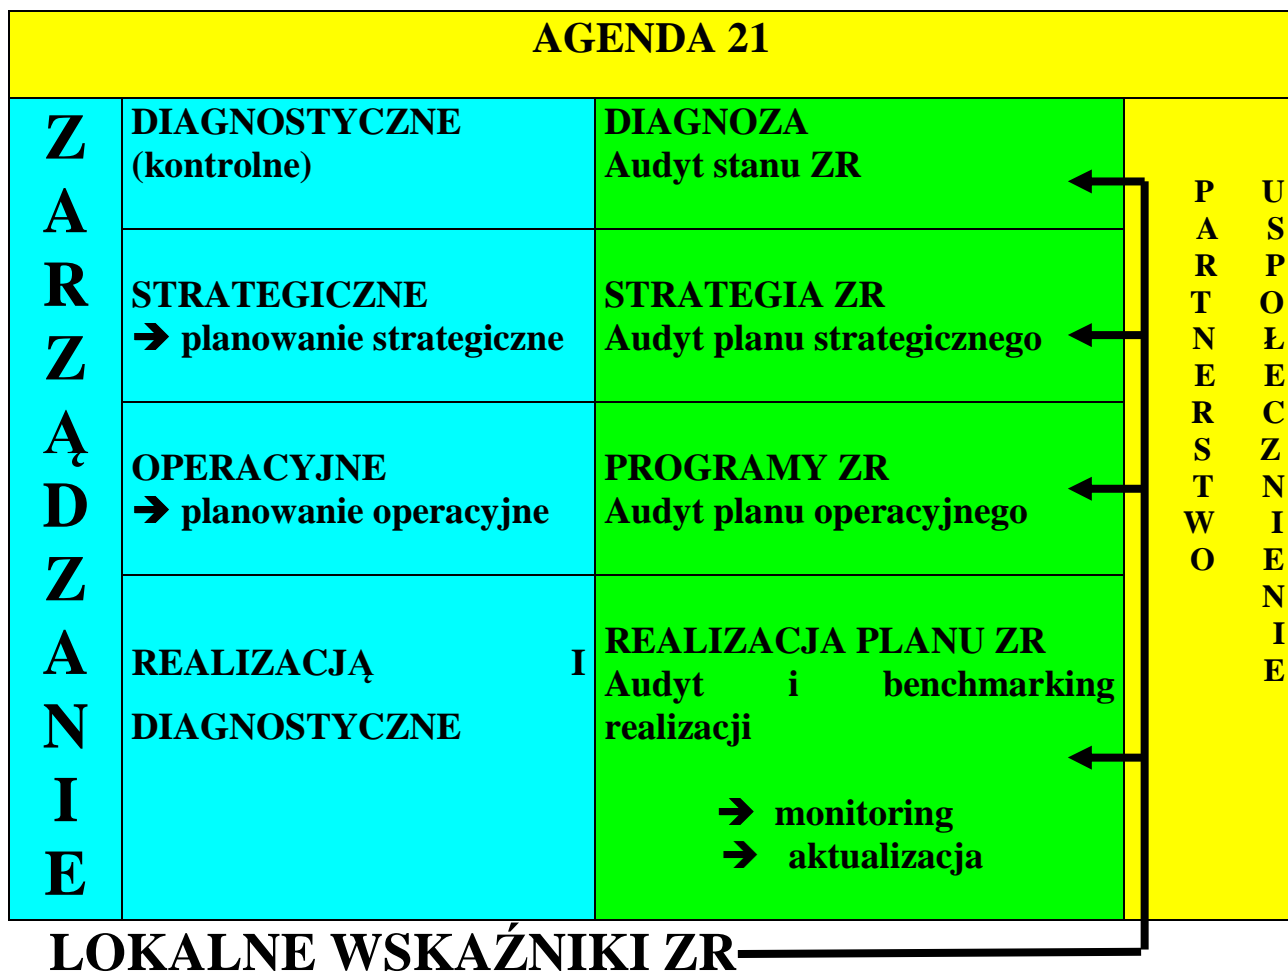 AGENDA 21
ZARZĄDZANIE
DIAGNOSTYCZNE
(kontrolne)
DIAGNOZA
Audyt stanu ZR
STRATEGICZNE
➔ planowanie strategiczne
STRATEGIA ZR
Audyt planu strategicznego
OPERACYJNE
➔ planowanie operacyjne
PROGRAMY ZR
Audyt planu operacyjnego
REALIZACJĄ I
DIAGNOSTYCZNE
REALIZACJA PLANU ZR
Audyt i benchmarking
realizacji
➔ monitoring
➔ aktualizacja
PARTNERSTWO
USPOŁECZNIENIE
LOKALNE WSKAŹNIKI ZR